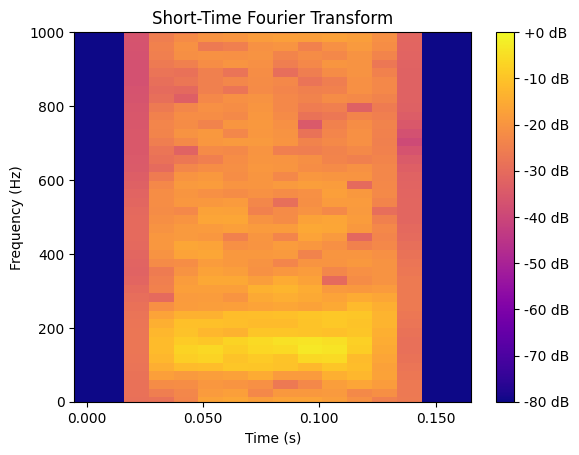 Short-Time Fourier Transform
1000
800
600
400
200
0
Frequency (Hz)
0.000
0.050
0.100
0.150
Time (s)
+0 dB
-10 dB
-20 dB
-30 dB
-40 dB
-50 dB
-60 dB
-70 dB
-80 dB